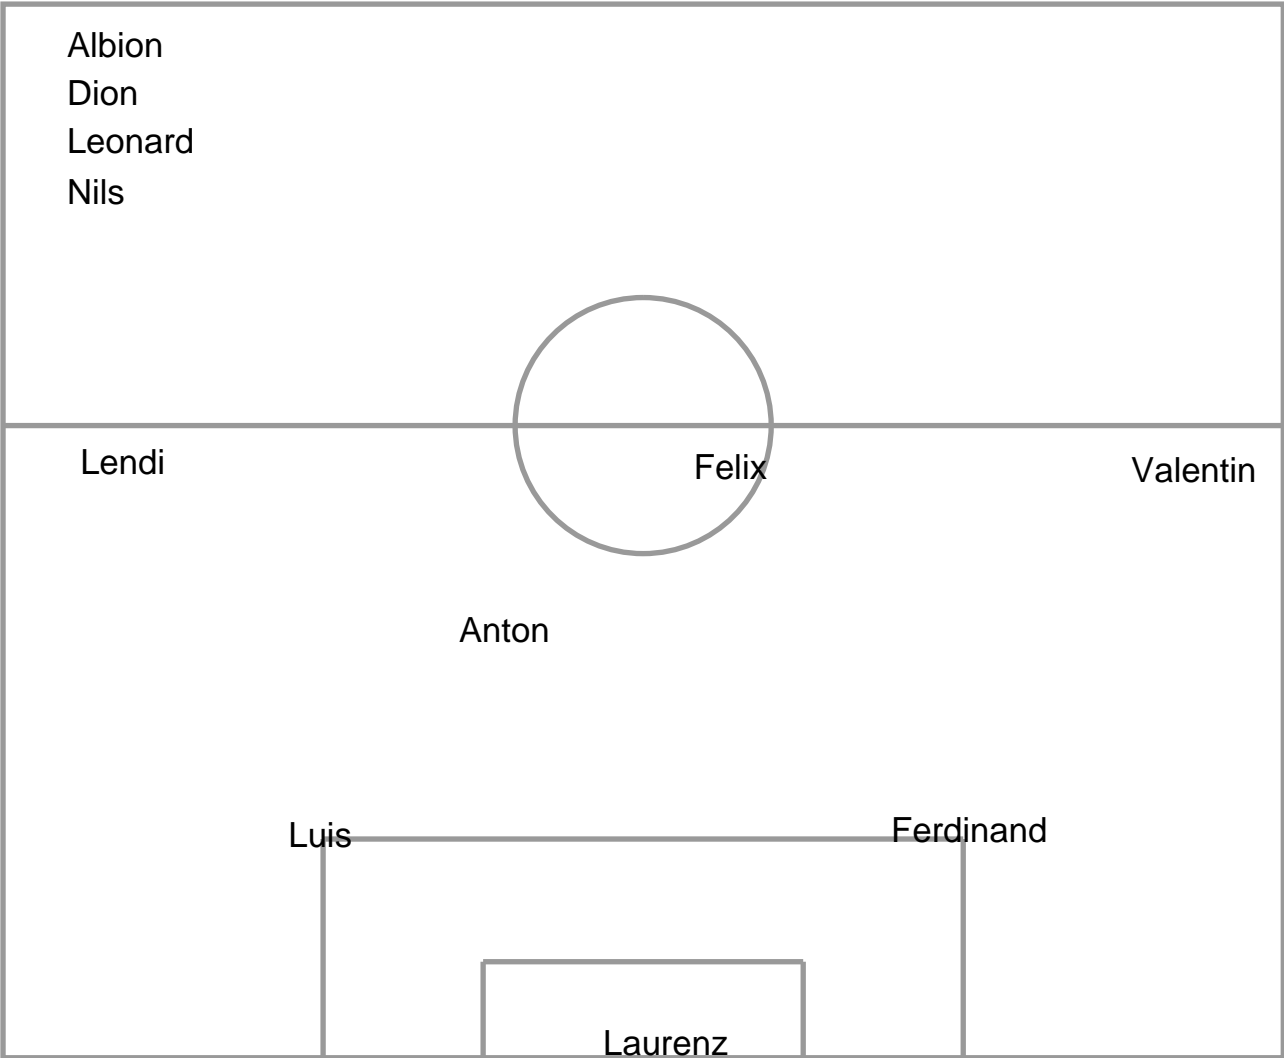 Albion
Dion
Leonard
Nils
Lendi
Felix
Valentin
Anton
Luis
Ferdinand
Laurenz